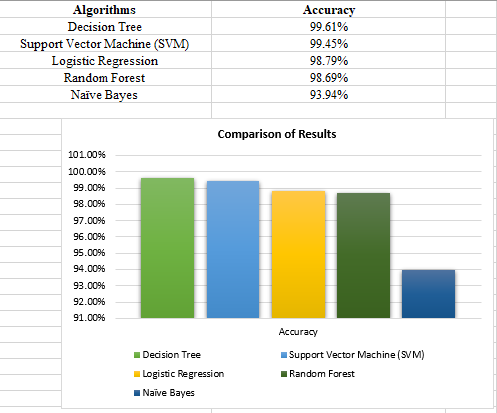 Algorithms Accuracy
Decision Tree 99.61%
Support Vector Machine (SVM) 99.45%
Logistic Regression 98.79%
Random Forest 98.69%
Naïve Bayes 93.94%
Comparison of Results
101.00%
100.00%
99.00%
98.00%
97.00%
96.00%
95.00%
94.00%
93.00%
92.00%
91.00%
Accuracy
Decision Tree Support Vector Machine (SVM)
Logistic Regression Random Forest
Naïve Bayes